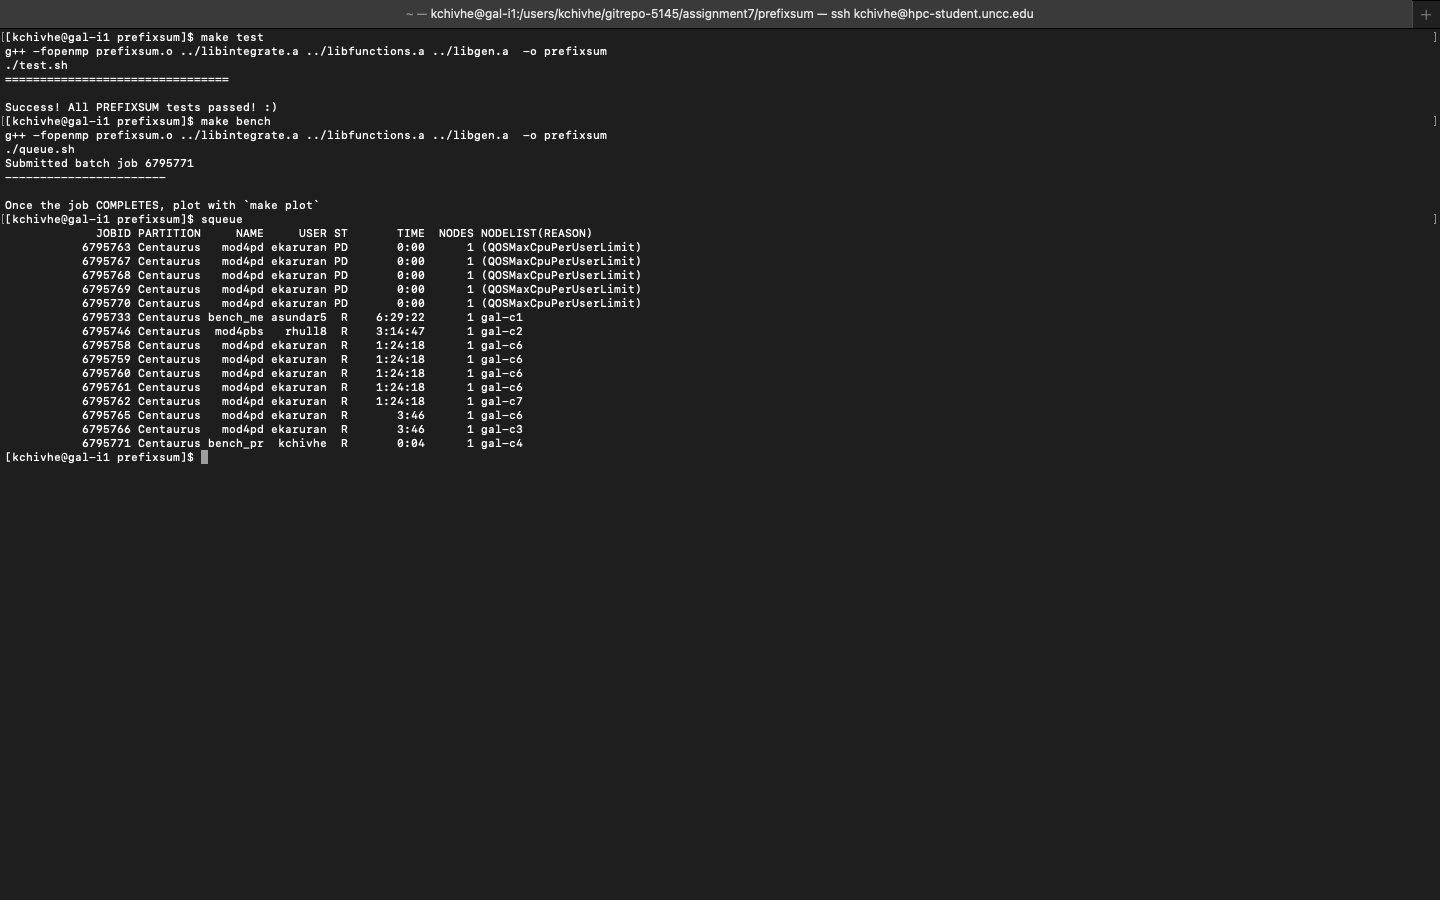 ~ — kchivhe@gal-i1:/users/kchivhe/gitrepo-5145/assignment7/prefixsum — ssh kchivhe@hpc-student.uncc.edu
[[kchivhe@gal-i1 prefixsum]$ make test ]
g++ -fopenmp prefixsum.o ../libintegrate.a ../libfunctions.a ../libgen.a  -o prefixsum
./test.sh
================================
Success! All PREFIXSUM tests passed! :)
[[kchivhe@gal-i1 prefixsum]$ make bench ]
g++ -fopenmp prefixsum.o ../libintegrate.a ../libfunctions.a ../libgen.a  -o prefixsum
./queue.sh
Submitted batch job 6795771
-----------------------
Once the job COMPLETES, plot with `make plot`
[[kchivhe@gal-i1 prefixsum]$ squeue ]
JOBID PARTITION     NAME     USER ST       TIME  NODES NODELIST(REASON)
6795763 Centaurus   mod4pd ekaruran PD       0:00      1 (QOSMaxCpuPerUserLimit)
6795767 Centaurus   mod4pd ekaruran PD       0:00      1 (QOSMaxCpuPerUserLimit)
6795768 Centaurus   mod4pd ekaruran PD       0:00      1 (QOSMaxCpuPerUserLimit)
6795769 Centaurus   mod4pd ekaruran PD       0:00      1 (QOSMaxCpuPerUserLimit)
6795770 Centaurus   mod4pd ekaruran PD       0:00      1 (QOSMaxCpuPerUserLimit)
6795733 Centaurus bench_me asundar5  R    6:29:22      1 gal-c1
6795746 Centaurus  mod4pbs   rhull8  R    3:14:47      1 gal-c2
6795758 Centaurus   mod4pd ekaruran  R    1:24:18      1 gal-c6
6795759 Centaurus   mod4pd ekaruran  R    1:24:18      1 gal-c6
6795760 Centaurus   mod4pd ekaruran  R    1:24:18      1 gal-c6
6795761 Centaurus   mod4pd ekaruran  R    1:24:18      1 gal-c6
6795762 Centaurus   mod4pd ekaruran  R    1:24:18      1 gal-c7
6795765 Centaurus   mod4pd ekaruran  R       3:46      1 gal-c6
6795766 Centaurus   mod4pd ekaruran  R       3:46      1 gal-c3
6795771 Centaurus bench_pr  kchivhe  R       0:04      1 gal-c4
[kchivhe@gal-i1 prefixsum]$